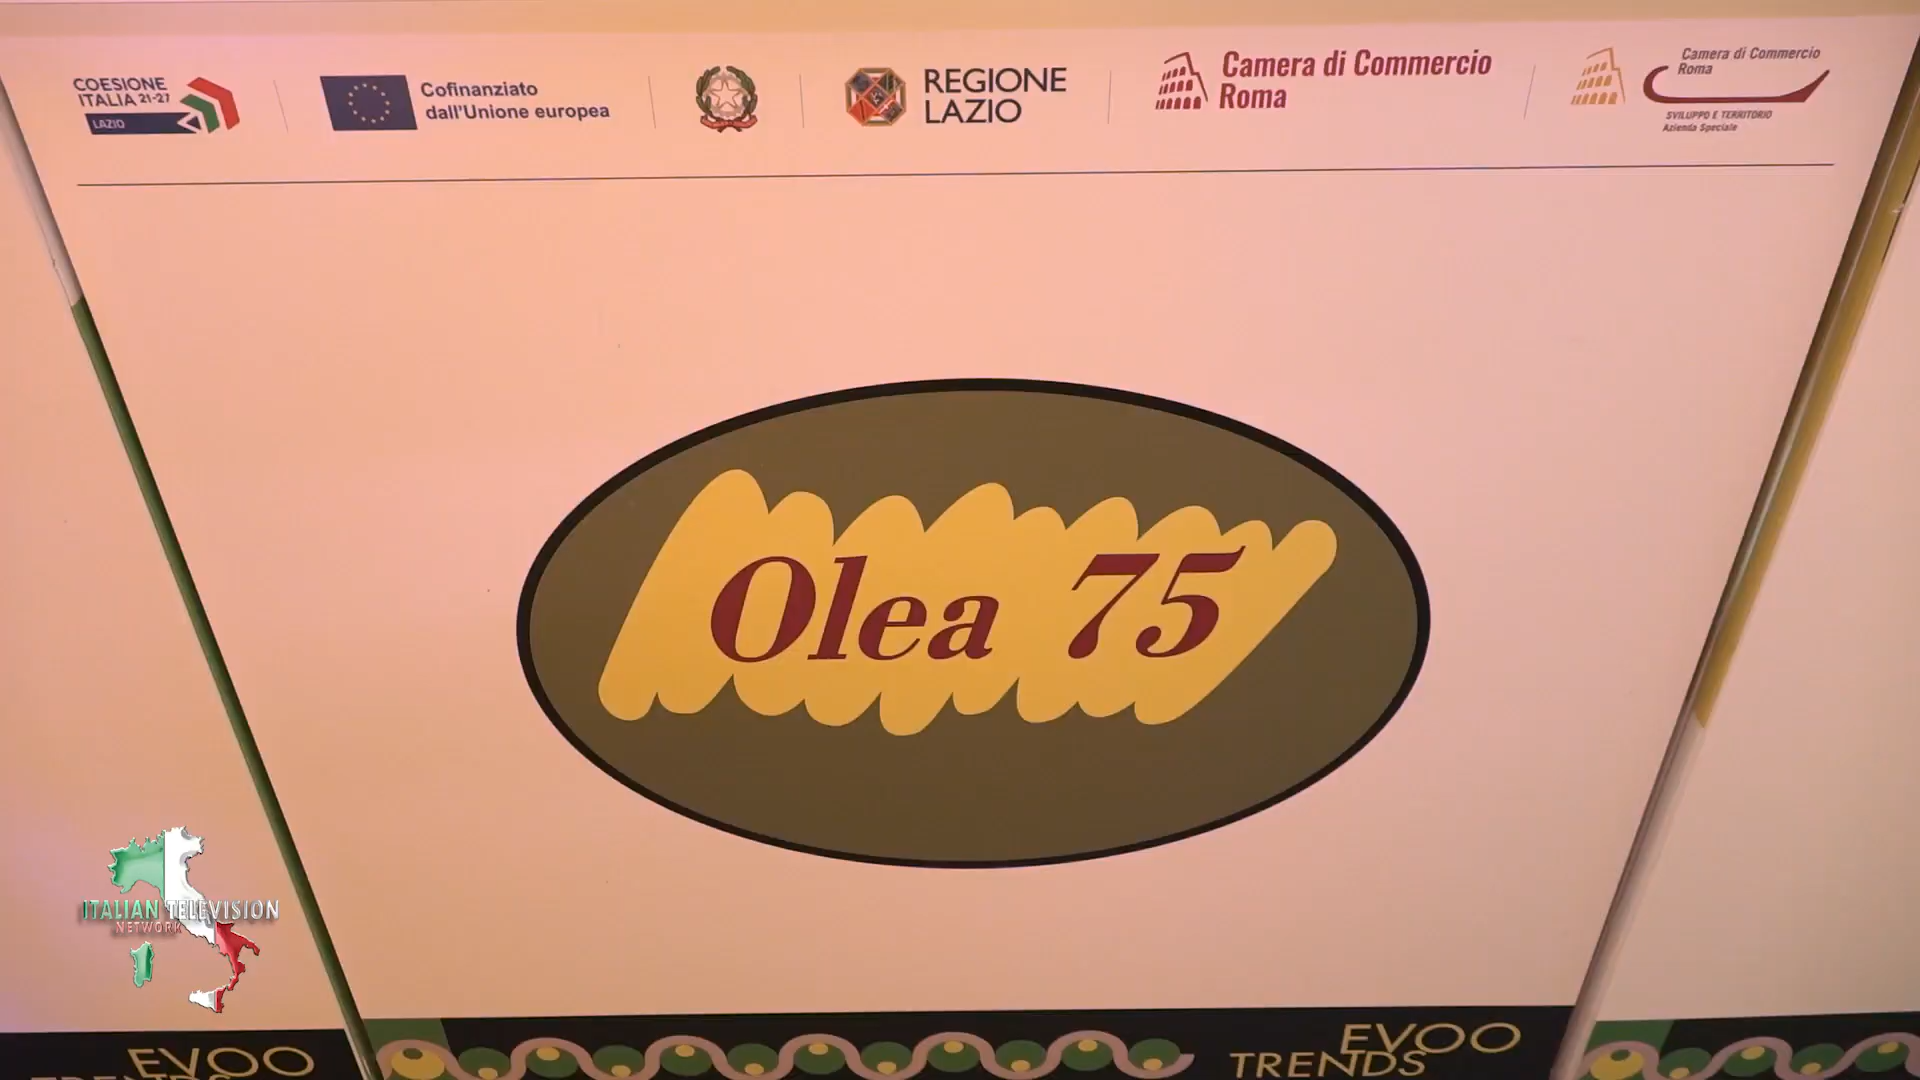 COESIONE
ITALIA 21-27
LAZIO
Cofinanziato
dall'Unione europea
REGIONE
LAZIO
Camera di Commercio
Roma
Camera di Commercio
Roma
SVILUPPO E TERRITORIO
Azienda Speciale
Olea 75
ITALIAN TELEVISION
NETWORK
EVOO
TRENDS
EVOO
TRENDS